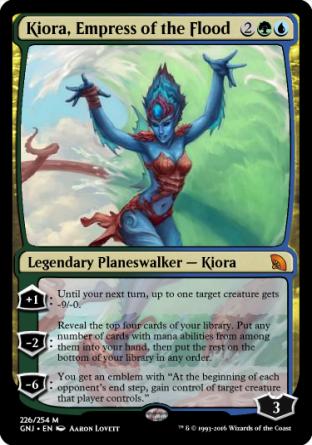 Kiora, Empress of the Flood 2
Legendary Planeswalker — Kiora
+1: Until your next turn, up to one target creature gets
-9/-0.
Reveal the top four cards of your library. Put any
-2: number of cards with mana abilities from among
them into your hand, then put the rest on the
bottom of your library in any order.
You get an emblem with “At the beginning of each
-6: opponent's end step, gain control of target creature
that player controls.”
3
226/254 M
GNJ • EN Aaron Lovett
™ & © 1993-2016 Wizards of the Coast